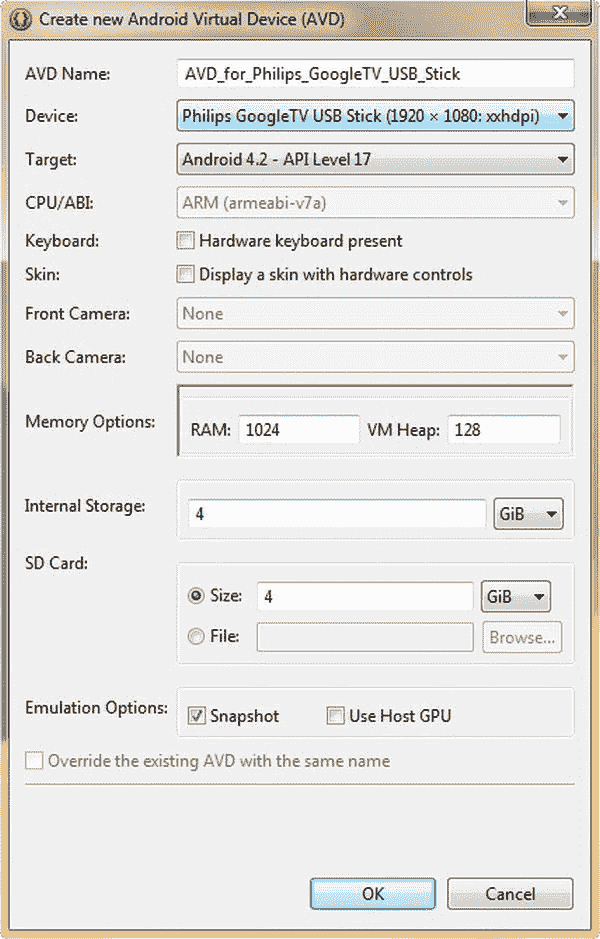 Create new Android Virtual Device (AVD)
AVD Name: AVD_for_Philips_GoogleTV_USB_Stick
Device: Philips GoogleTV USB Stick (1920 × 1080: xxhdpi)
Target: Android 4.2 - API Level 17
CPU/ABI: ARM (armeabi-v7a)
Keyboard: Hardware keyboard present
Skin: Display a skin with hardware controls
Front Camera: None
Back Camera: None
Memory Options: RAM: 1024 VM Heap: 128
Internal Storage: 4 GiB
SD Card:
Size: 4 GiB
File: Browse...
Emulation Options: Snapshot Use Host GPU
Override the existing AVD with the same name
OK Cancel